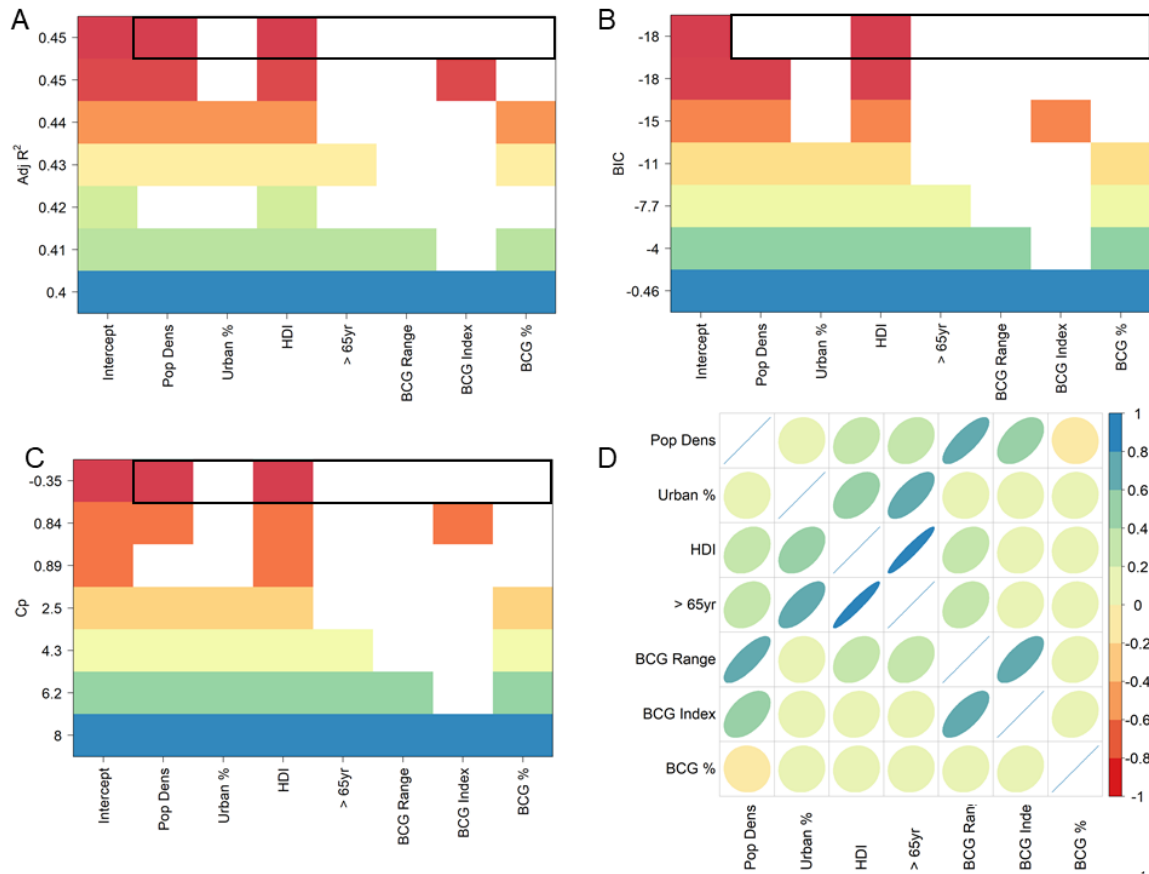 A
0.45
0.45
0.44
0.43
0.42
0.41
0.4
Adj R²
Intercept
Pop Dens
Urban %
HDI
> 65yr
BCG Range
BCG Index
BCG %
B
-18
-18
-15
-11
-7.7
-4
-0.46
BIC
Intercept
Pop Dens
Urban %
HDI
> 65yr
BCG Range
BCG Index
BCG %
C
-0.35
0.84
0.89
2.5
4.3
6.2
8
Cp
Intercept
Pop Dens
Urban %
HDI
> 65yr
BCG Range
BCG Index
BCG %
D
Pop Dens
Urban %
HDI
> 65yr
BCG Range
BCG Index
BCG %
Pop Dens
Urban %
HDI
> 65yr
BCG Ran
BCG Inde
BCG %
1
0.8
0.6
0.4
0.2
0
-0.2
-0.4
-0.6
-0.8
-1